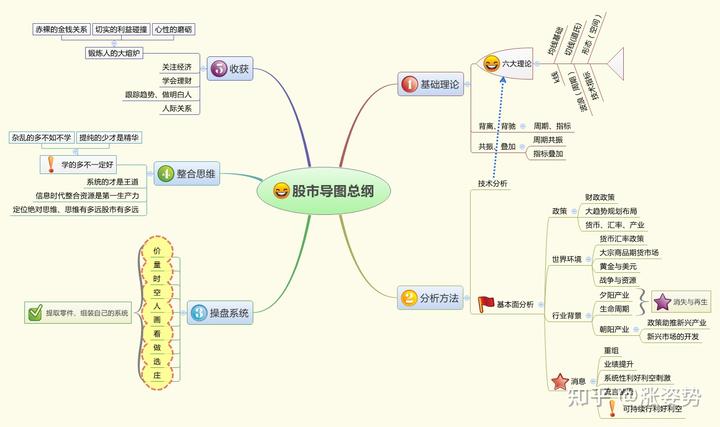 股市导图总纲
1 基础理论
六大理论
均线基础
切线(道氏)
形态(空间)
K线
波浪(周期)
技术指标
背离、背驰
周期、指标
共振、叠加
周期共振
指标叠加
2 分析方法
技术分析
基本面分析
政策
财政政策
大趋势规划布局
货币、汇率、产业
世界环境
货币汇率政策
大宗商品期货市场
黄金与美元
战争与资源
行业背景
夕阳产业
生命周期
消失与再生
朝阳产业
政策助推新兴产业
新兴市场的开发
消息
重组
业绩提升
系统性利好利空刺激
可持续行利好利空
3 操盘系统
价
量
时
空
人
画
看
做
选
庄
提取零件、组装自己的系统
4 整合思维
学的多不一定好
杂乱的多不如不学
提纯的少才是精华
系统的才是王道
信息时代整合资源是第一生产力
定位绝对思维、思维有多远股市有多远
5 收获
锻炼人的大熔炉
赤裸的金钱关系
切实的利益碰撞
心性的磨砺
关注经济
学会理财
跟踪趋势、做明白人
人际关系
知乎 @涨姿势